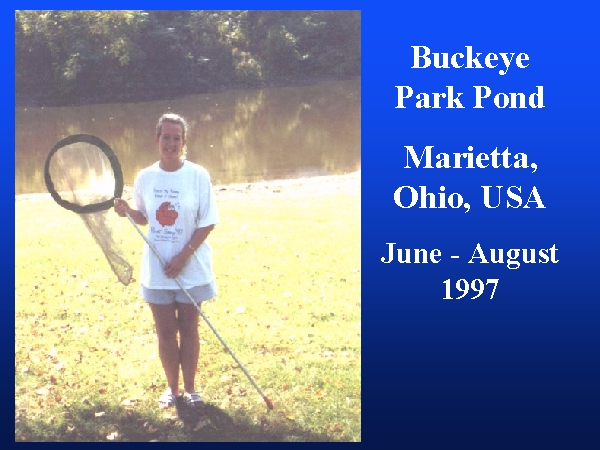 Buckeye
Park Pond
Marietta,
Ohio, USA
June - August
1997